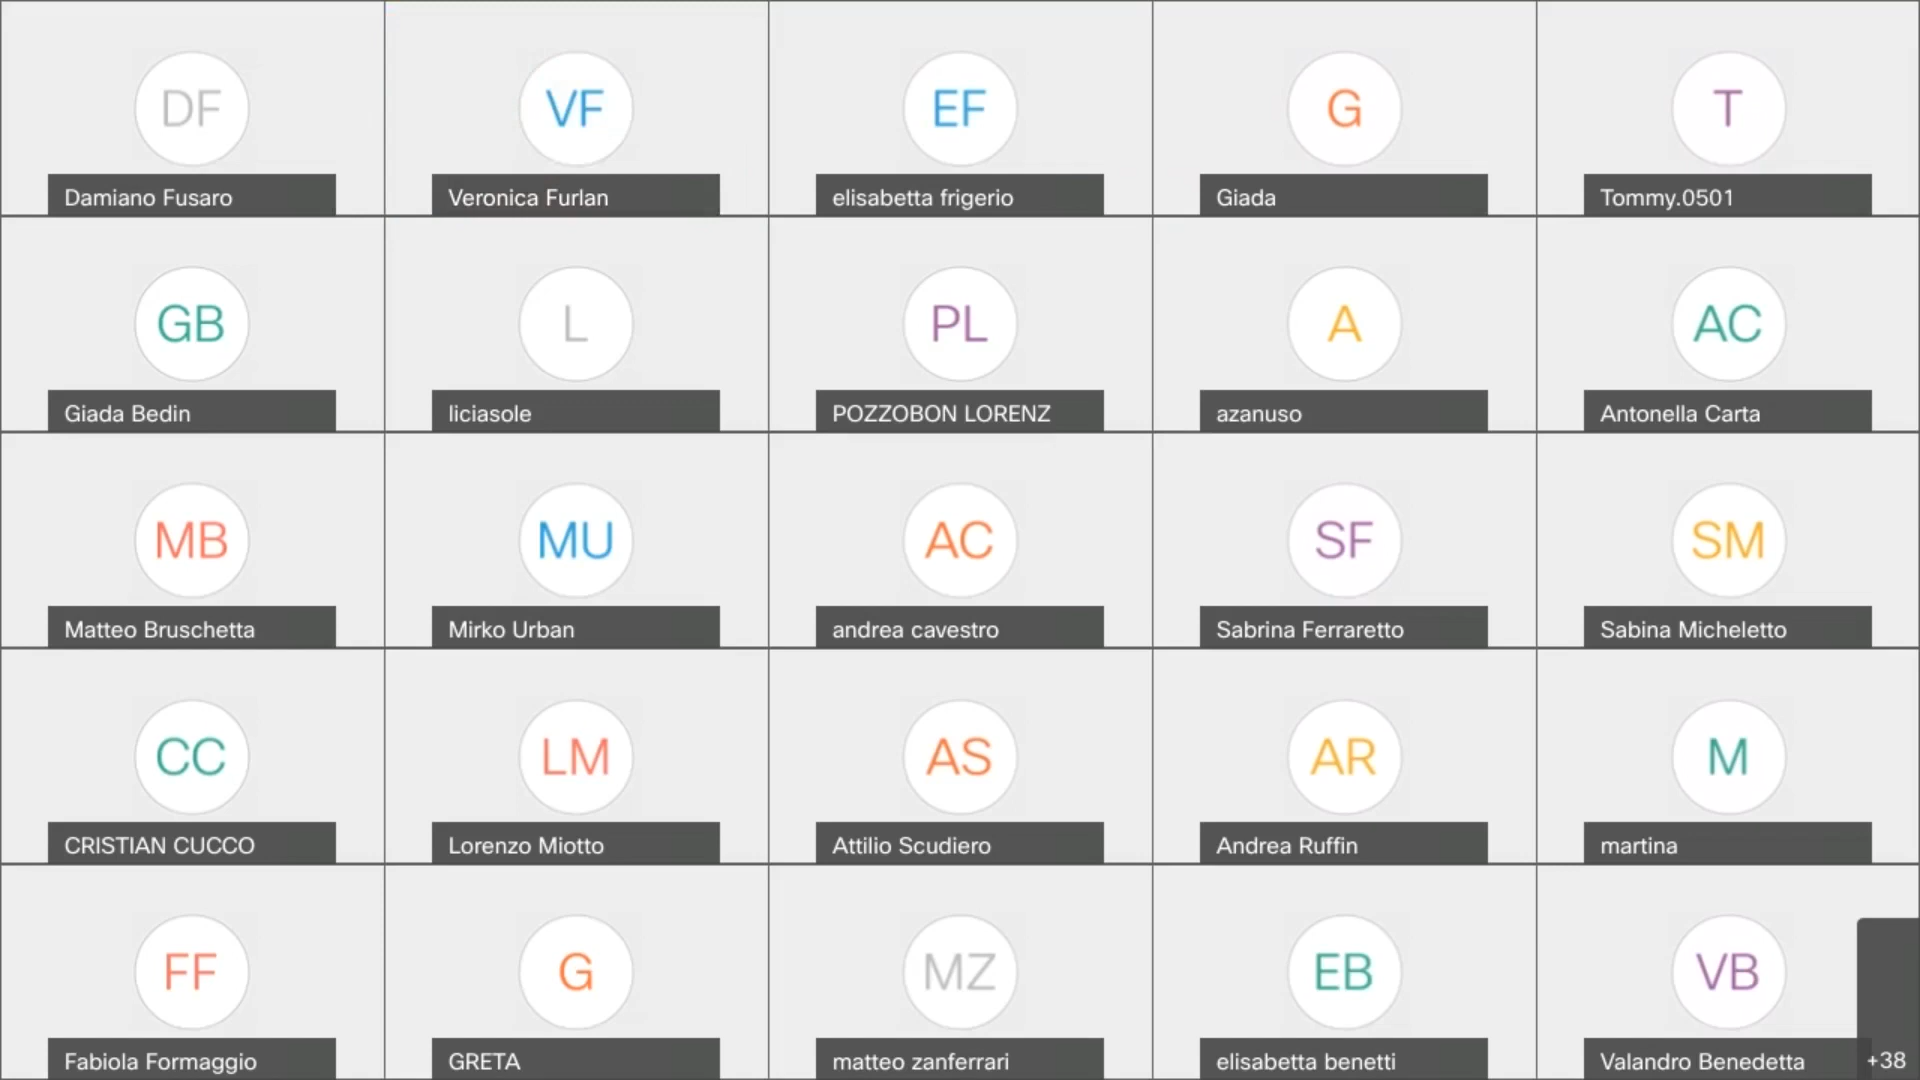 DF
Damiano Fusaro
VF
Veronica Furlan
EF
elisabetta frigerio
G
Giada
T
Tommy.0501
GB
Giada Bedin
L
liciasole
PL
POZZOBON LORENZ
A
azanuso
AC
Antonella Carta
MB
Matteo Bruschetta
MU
Mirko Urban
AC
andrea cavestro
SF
Sabrina Ferraretto
SM
Sabina Micheletto
CC
CRISTIAN CUCCO
LM
Lorenzo Miotto
AS
Attilio Scudiero
AR
Andrea Ruffin
M
martina
FF
Fabiola Formaggio
G
GRETA
MZ
matteo zanferrari
EB
elisabetta benetti
VB
Valandro Benedetta
+38